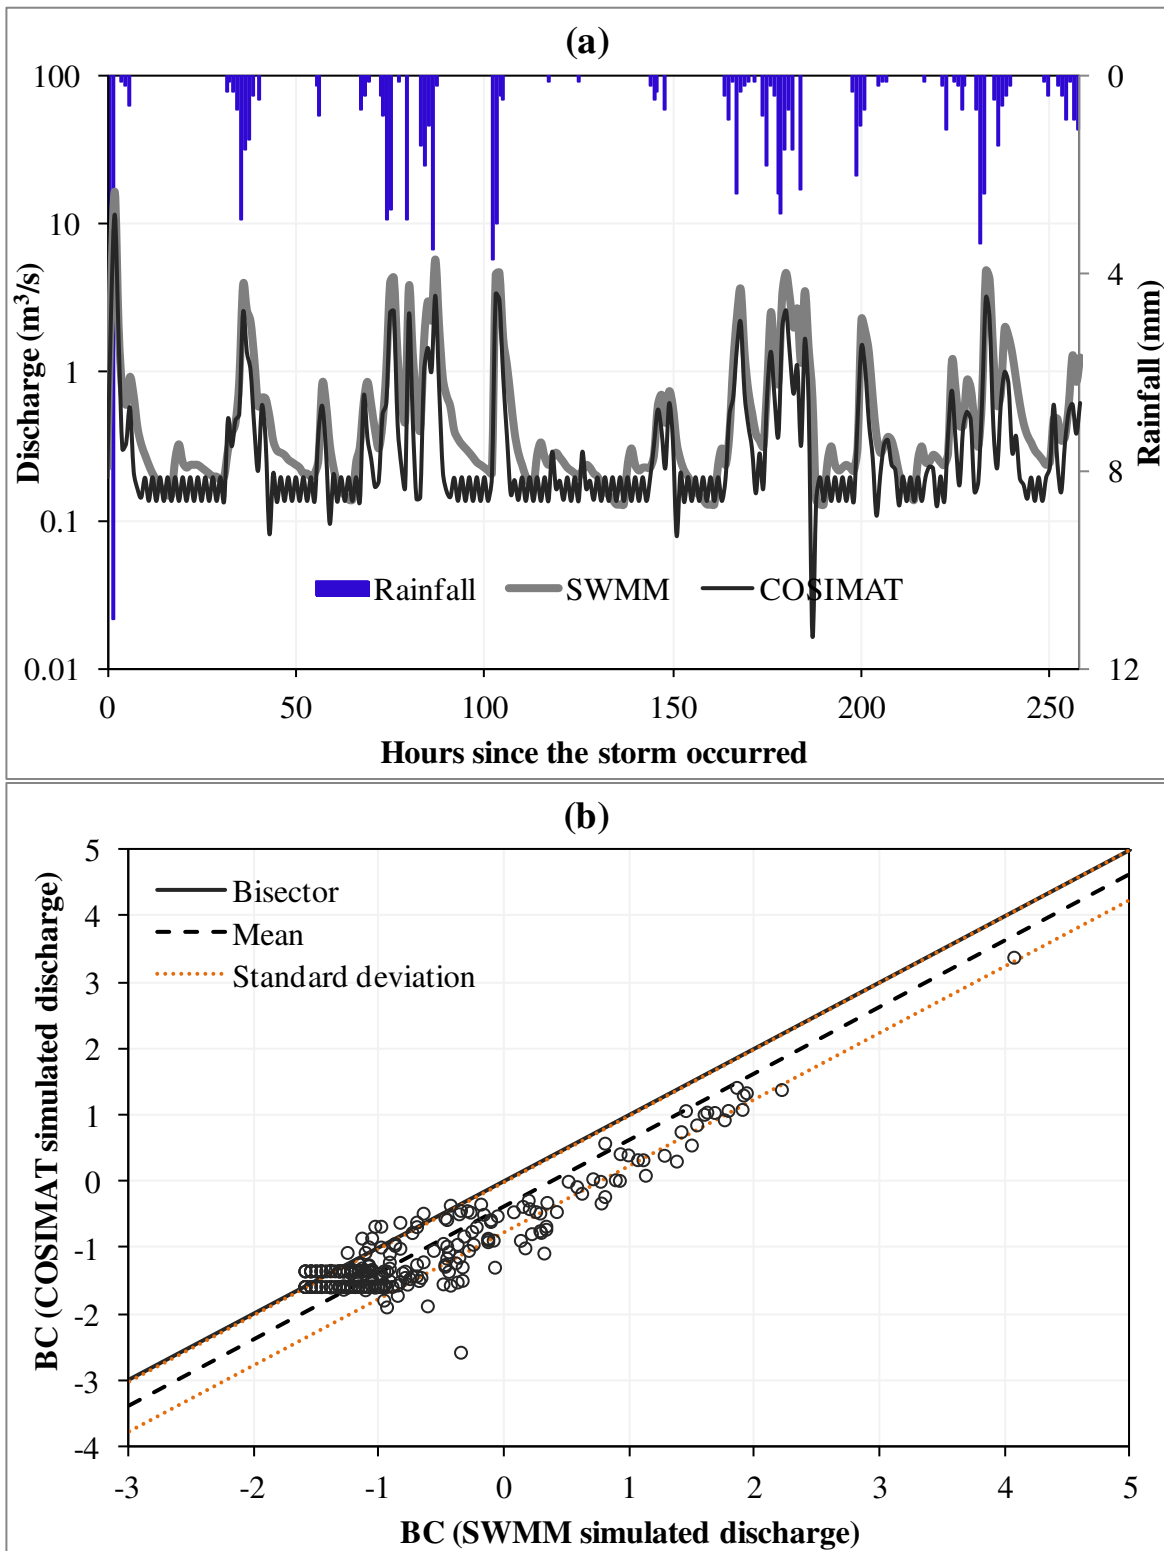 (a)
100
10
1
0.1
0.01
Discharge (m³/s)
0
4
8
12
Rainfall (mm)
Rainfall SWMM COSIMAT
0 50 100 150 200 250
Hours since the storm occurred
(b)
5
4
3
2
1
0
-1
-2
-3
-4
BC (COSIMAT simulated discharge)
Bisector
Mean
Standard deviation
-3 -2 -1 0 1 2 3 4 5
BC (SWMM simulated discharge)